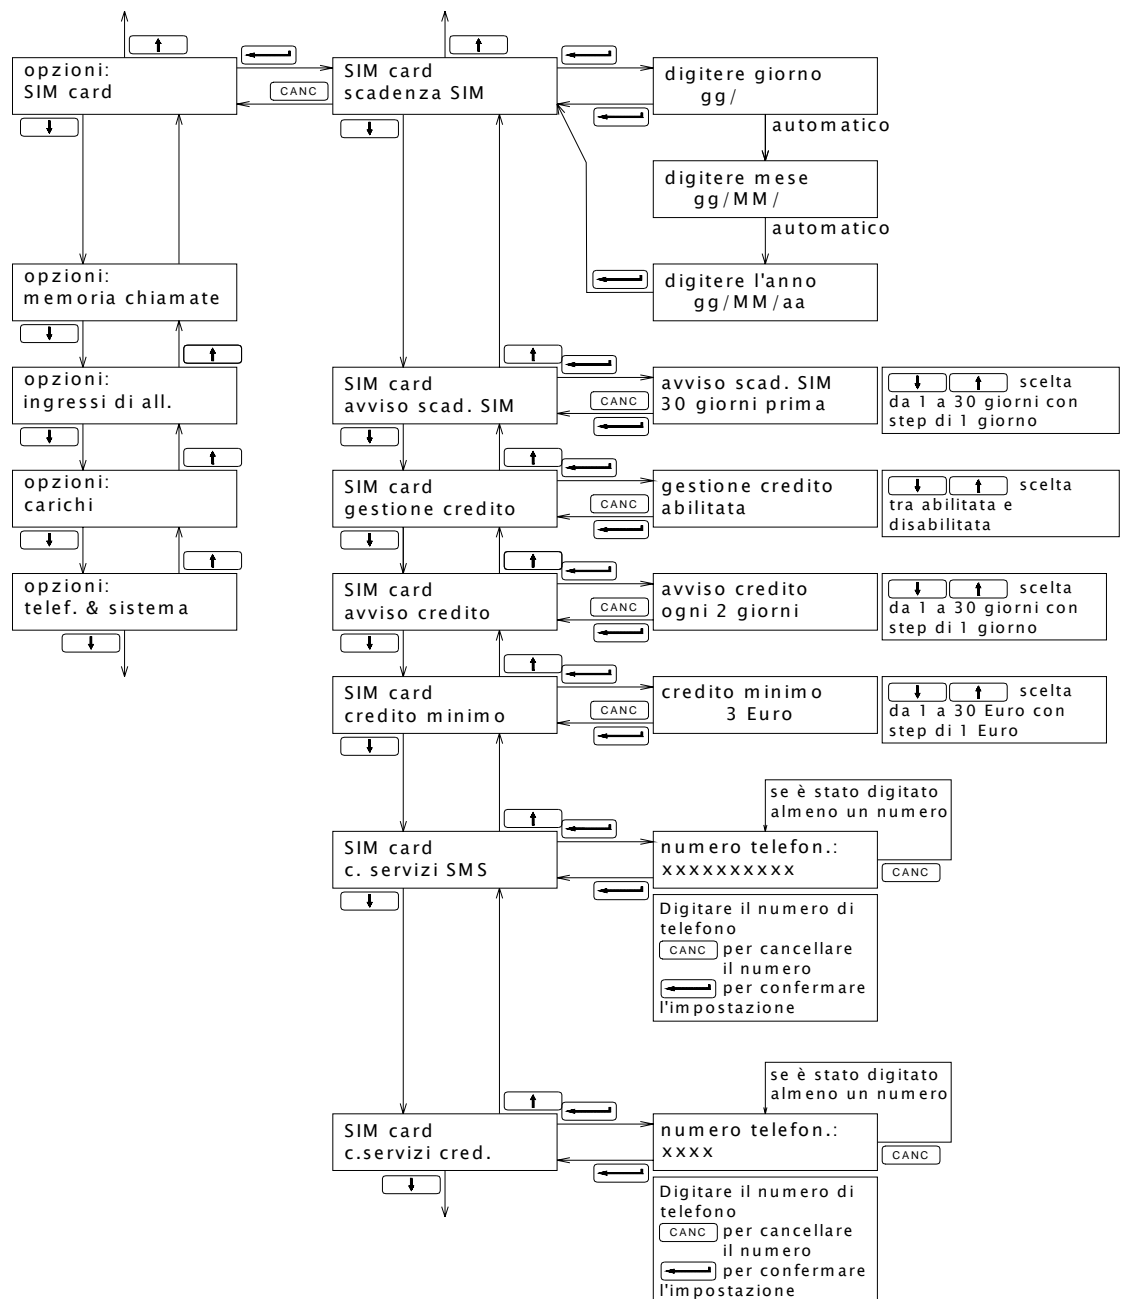 opzioni:
SIM card
CANC
SIM card
scadenza SIM
digitere giorno
gg/
automatico
digitere mese
gg/MM/
automatico
digitere l'anno
gg/MM/aa
opzioni:
memoria chiamate
opzioni:
ingressi di all.
opzioni:
carichi
opzioni:
telef. & sistema
SIM card
avviso scad. SIM
CANC
avviso scad. SIM
30 giorni prima
scelta
da 1 a 30 giorni con
step di 1 giorno
SIM card
gestione credito
CANC
gestione credito
abilitata
scelta
tra abilitata e
disabilitata
SIM card
avviso credito
CANC
avviso credito
ogni 2 giorni
scelta
da 1 a 30 giorni con
step di 1 giorno
SIM card
credito minimo
CANC
credito minimo
3 Euro
scelta
da 1 a 30 Euro con
step di 1 Euro
se è stato digitato
almeno un numero
SIM card
c. servizi SMS
numero telefon.:
xxxxxxxxxx
CANC
Digitare il numero di
telefono
CANC per cancellare
il numero
per confermare
l'impostazione
se è stato digitato
almeno un numero
SIM card
c.servizi cred.
numero telefon.:
xxxx
CANC
Digitare il numero di
telefono
CANC per cancellare
il numero
per confermare
l'impostazione